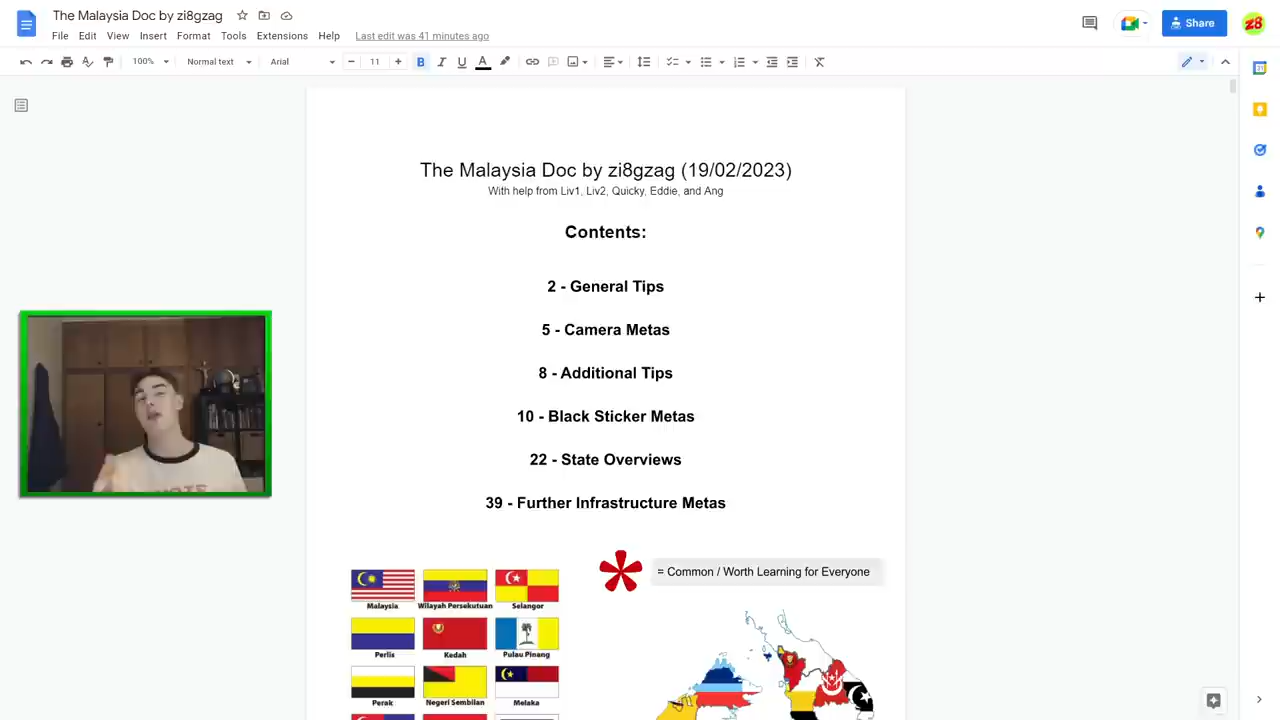 The Malaysia Doc by zi8gzag
File Edit View Insert Format Tools Extensions Help Last edit was 41 minutes ago
Share
z8
100% Normal text Arial 11 B I U A
The Malaysia Doc by zi8gzag (19/02/2023)
With help from Liv1, Liv2, Quicky, Eddie, and Ang
Contents:
2 - General Tips
5 - Camera Metas
8 - Additional Tips
10 - Black Sticker Metas
22 - State Overviews
39 - Further Infrastructure Metas
= Common / Worth Learning for Everyone
Malaysia Wilayah Persekutuan Selangor
Perlis Kedah Pulau Pinang
Perak Negeri Sembilan Melaka